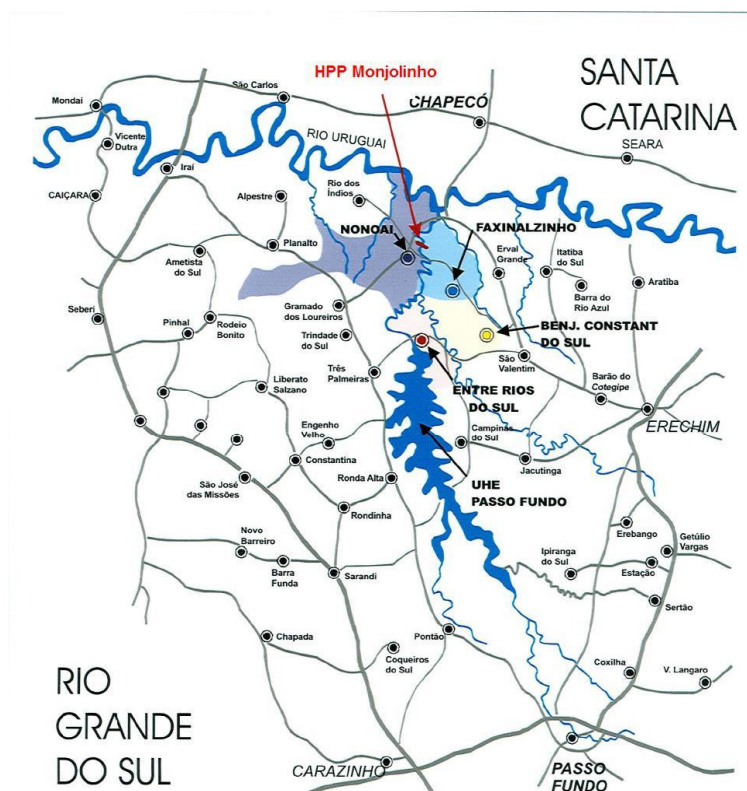 HPP Monjolinho
SANTA
CATARINA
São Carlos
Mondaí
CHAPECÓ
Vicente
Dutra
RIO URUGUAI
SEARA
Iraí
CAIÇARA
Alpestre
Rio dos
Índios
NONOAI
FAXINALZINHO
Planalto
Ametista
do Sul
Erval
Grande
Itatiba
do Sul
Aratiba
Barra do
Rio Azul
Seberi
Gramado
dos Loureiros
Pinhal
Rodeio
Bonito
Trindade
do Sul
BENJ. CONSTANT
DO SUL
São
Valentim
Três
Palmeiras
Liberato
Salzano
ENTRE RIOS
DO SUL
Barão do
Cotegipe
ERECHIM
Engenho
Velho
Campinas
do Sul
Constantina
Jacutinga
São José
das Missões
Ronda Alta
UHE
PASSO FUNDO
Rondinha
Novo
Barreiro
Erebango
Getúlio
Vargas
Barra
Funda
Sarandi
Ipiranga
do Sul
Estação
Sertão
Chapada
Pontão
Coqueiros
do Sul
Coxilha
V. Langaro
RIO
GRANDE
DO SUL
CARAZINHO
PASSO
FUNDO